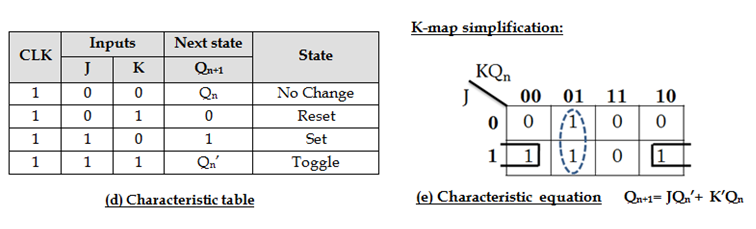 CLK Inputs Next state State
J K Qn+1
1 0 0 Qn No Change
1 0 1 0 Reset
1 1 0 1 Set
1 1 1 Qn′ Toggle
(d) Characteristic table
K-map simplification:
KQn
J 00 01 11 10
0 0 1 0 0
1 1 1 0 1
(e) Characteristic equation Qn+1= JQn′+ K′Qn